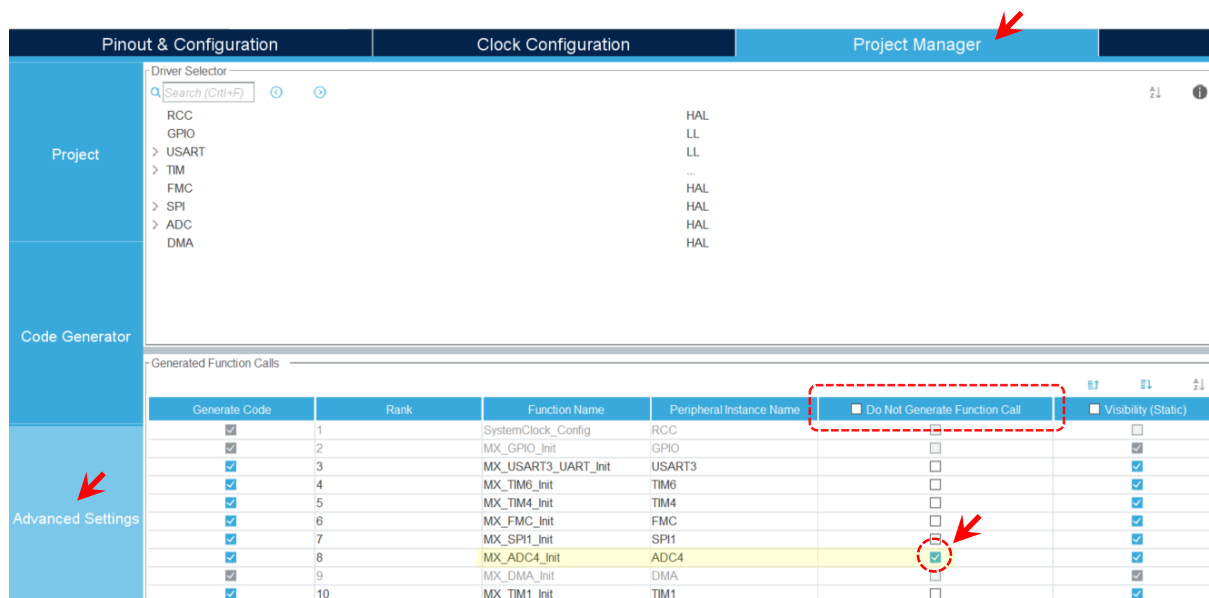 Pinout & Configuration Clock Configuration Project Manager
Driver Selector
Search (Crtl+F)
RCC HAL
GPIO LL
Project
> USART LL
> TIM ...
FMC HAL
> SPI HAL
> ADC HAL
DMA HAL
Code Generator
Generated Function Calls
Generate Code Rank Function Name Peripheral Instance Name Do Not Generate Function Call Visibility (Static)
1 SystemClock_Config RCC
2 MX_GPIO_Init GPIO
3 MX_USART3_UART_Init USART3
4 MX_TIM6_Init TIM6
5 MX_TIM4_Init TIM4
Advanced Settings
6 MX_FMC_Init FMC
7 MX_SPI1_Init SPI1
8 MX_ADC4_Init ADC4
9 MX_DMA_Init DMA
10 MX_TIM1_Init TIM1